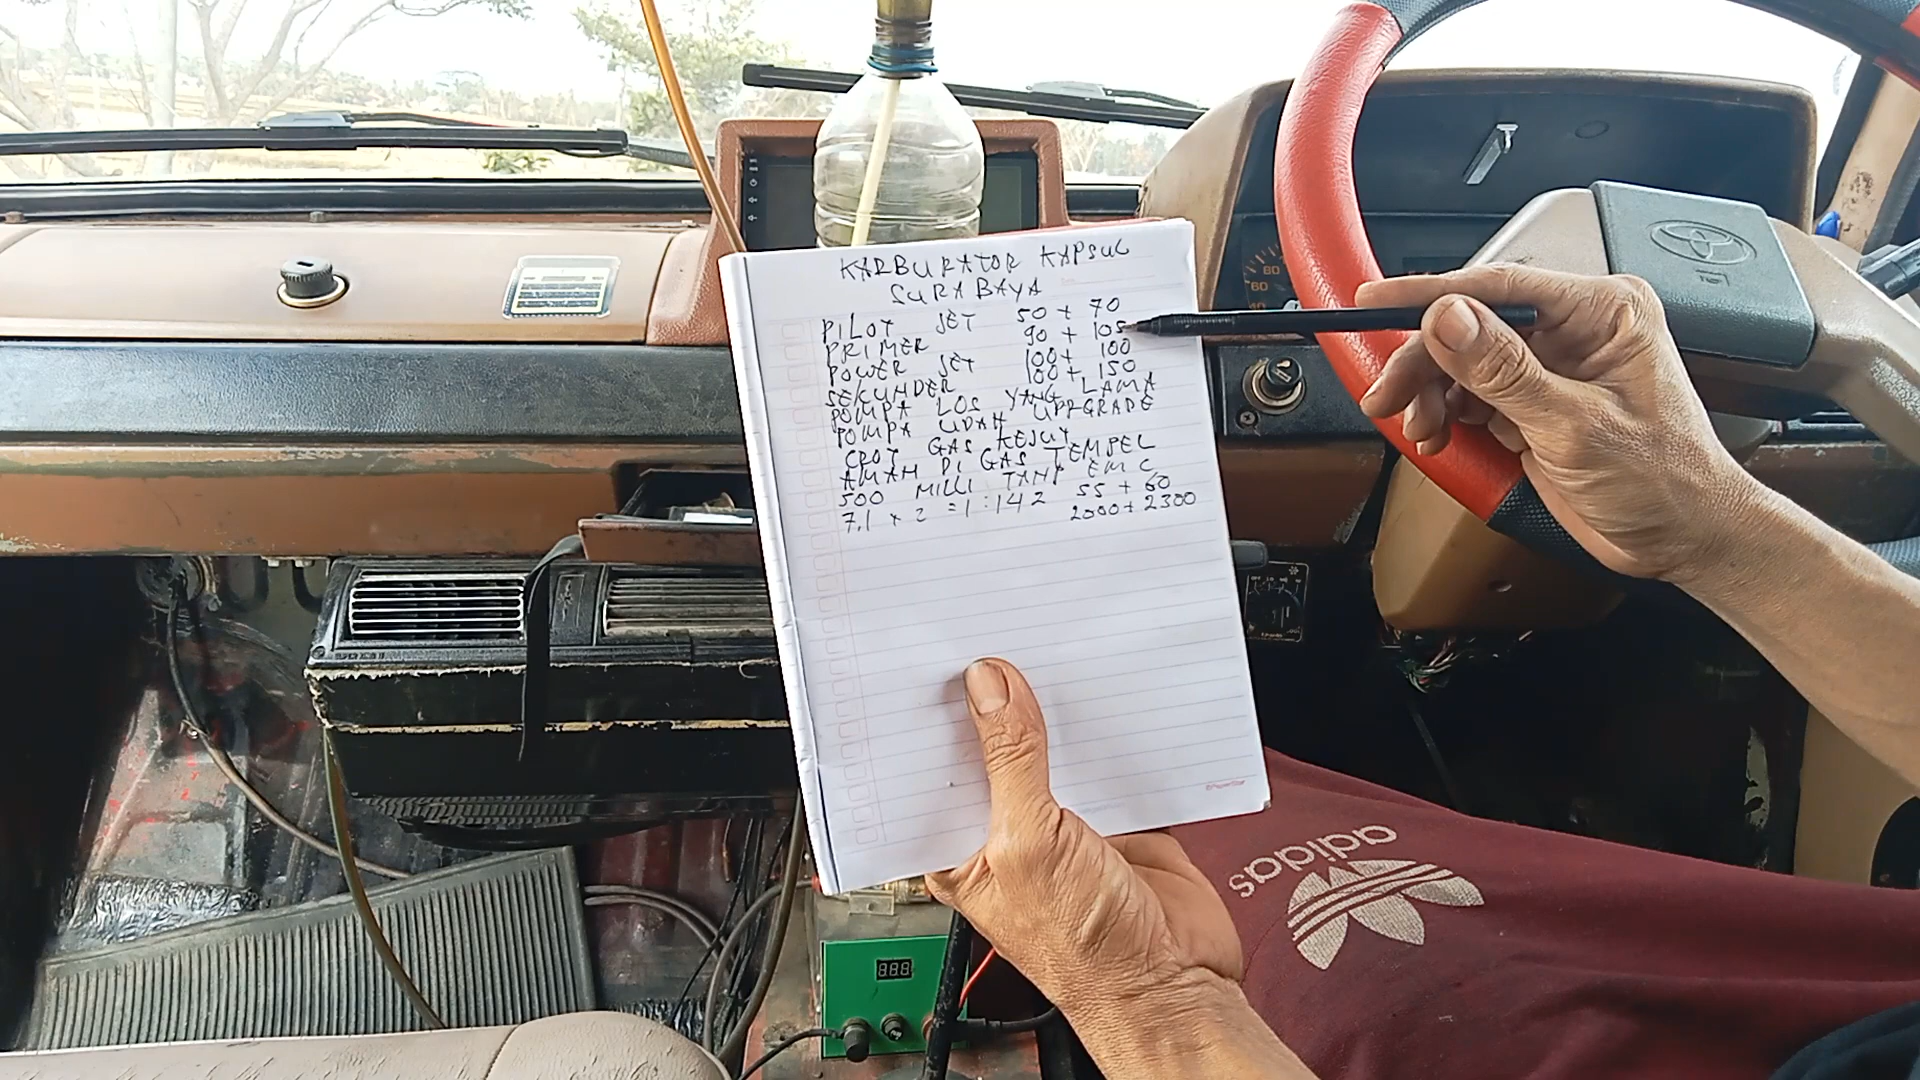 KARBURATOR KAPSUL
SURABAYA
PILOT JET 50 + 70
PRIMER 90 + 105
POWER JET 100 + 100
SEKUNDER 100 + 150
POMPA LOS YANG LAMA
POMPA UDAH UPPGRADE
CROT GAS KEJUT
AMAN DI GAS TEMPEL
500 MILLI TANP EMC
7.1 x 2 = 1 : 142 55 + 60
2000 + 2300
adidas